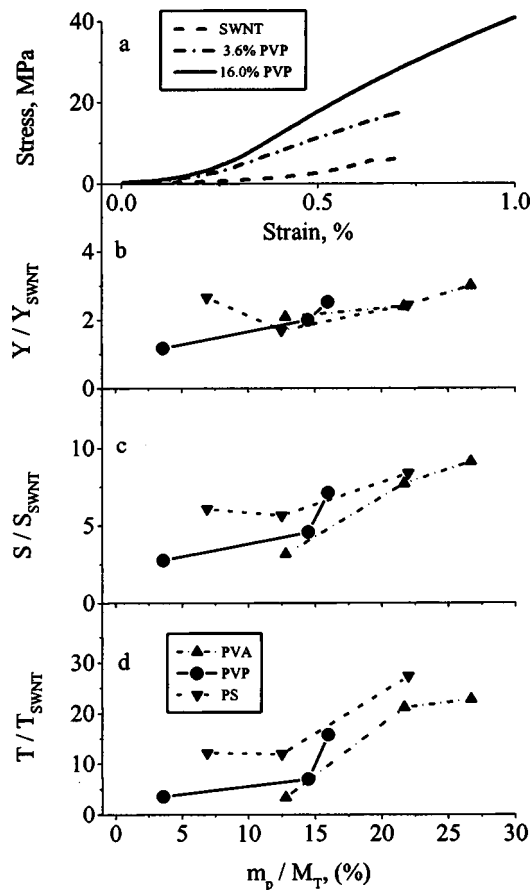 a
SWNT
3.6% PVP
16.0% PVP
Stress, MPa
40
20
0
0.0
0.5
1.0
Strain, %
b
Y / Y_SWNT
4
2
0
c
S / S_SWNT
10
5
0
d
PVA
PVP
PS
T / T_SWNT
30
20
10
0
0
5
10
15
20
25
30
m_p / M_T, (%)